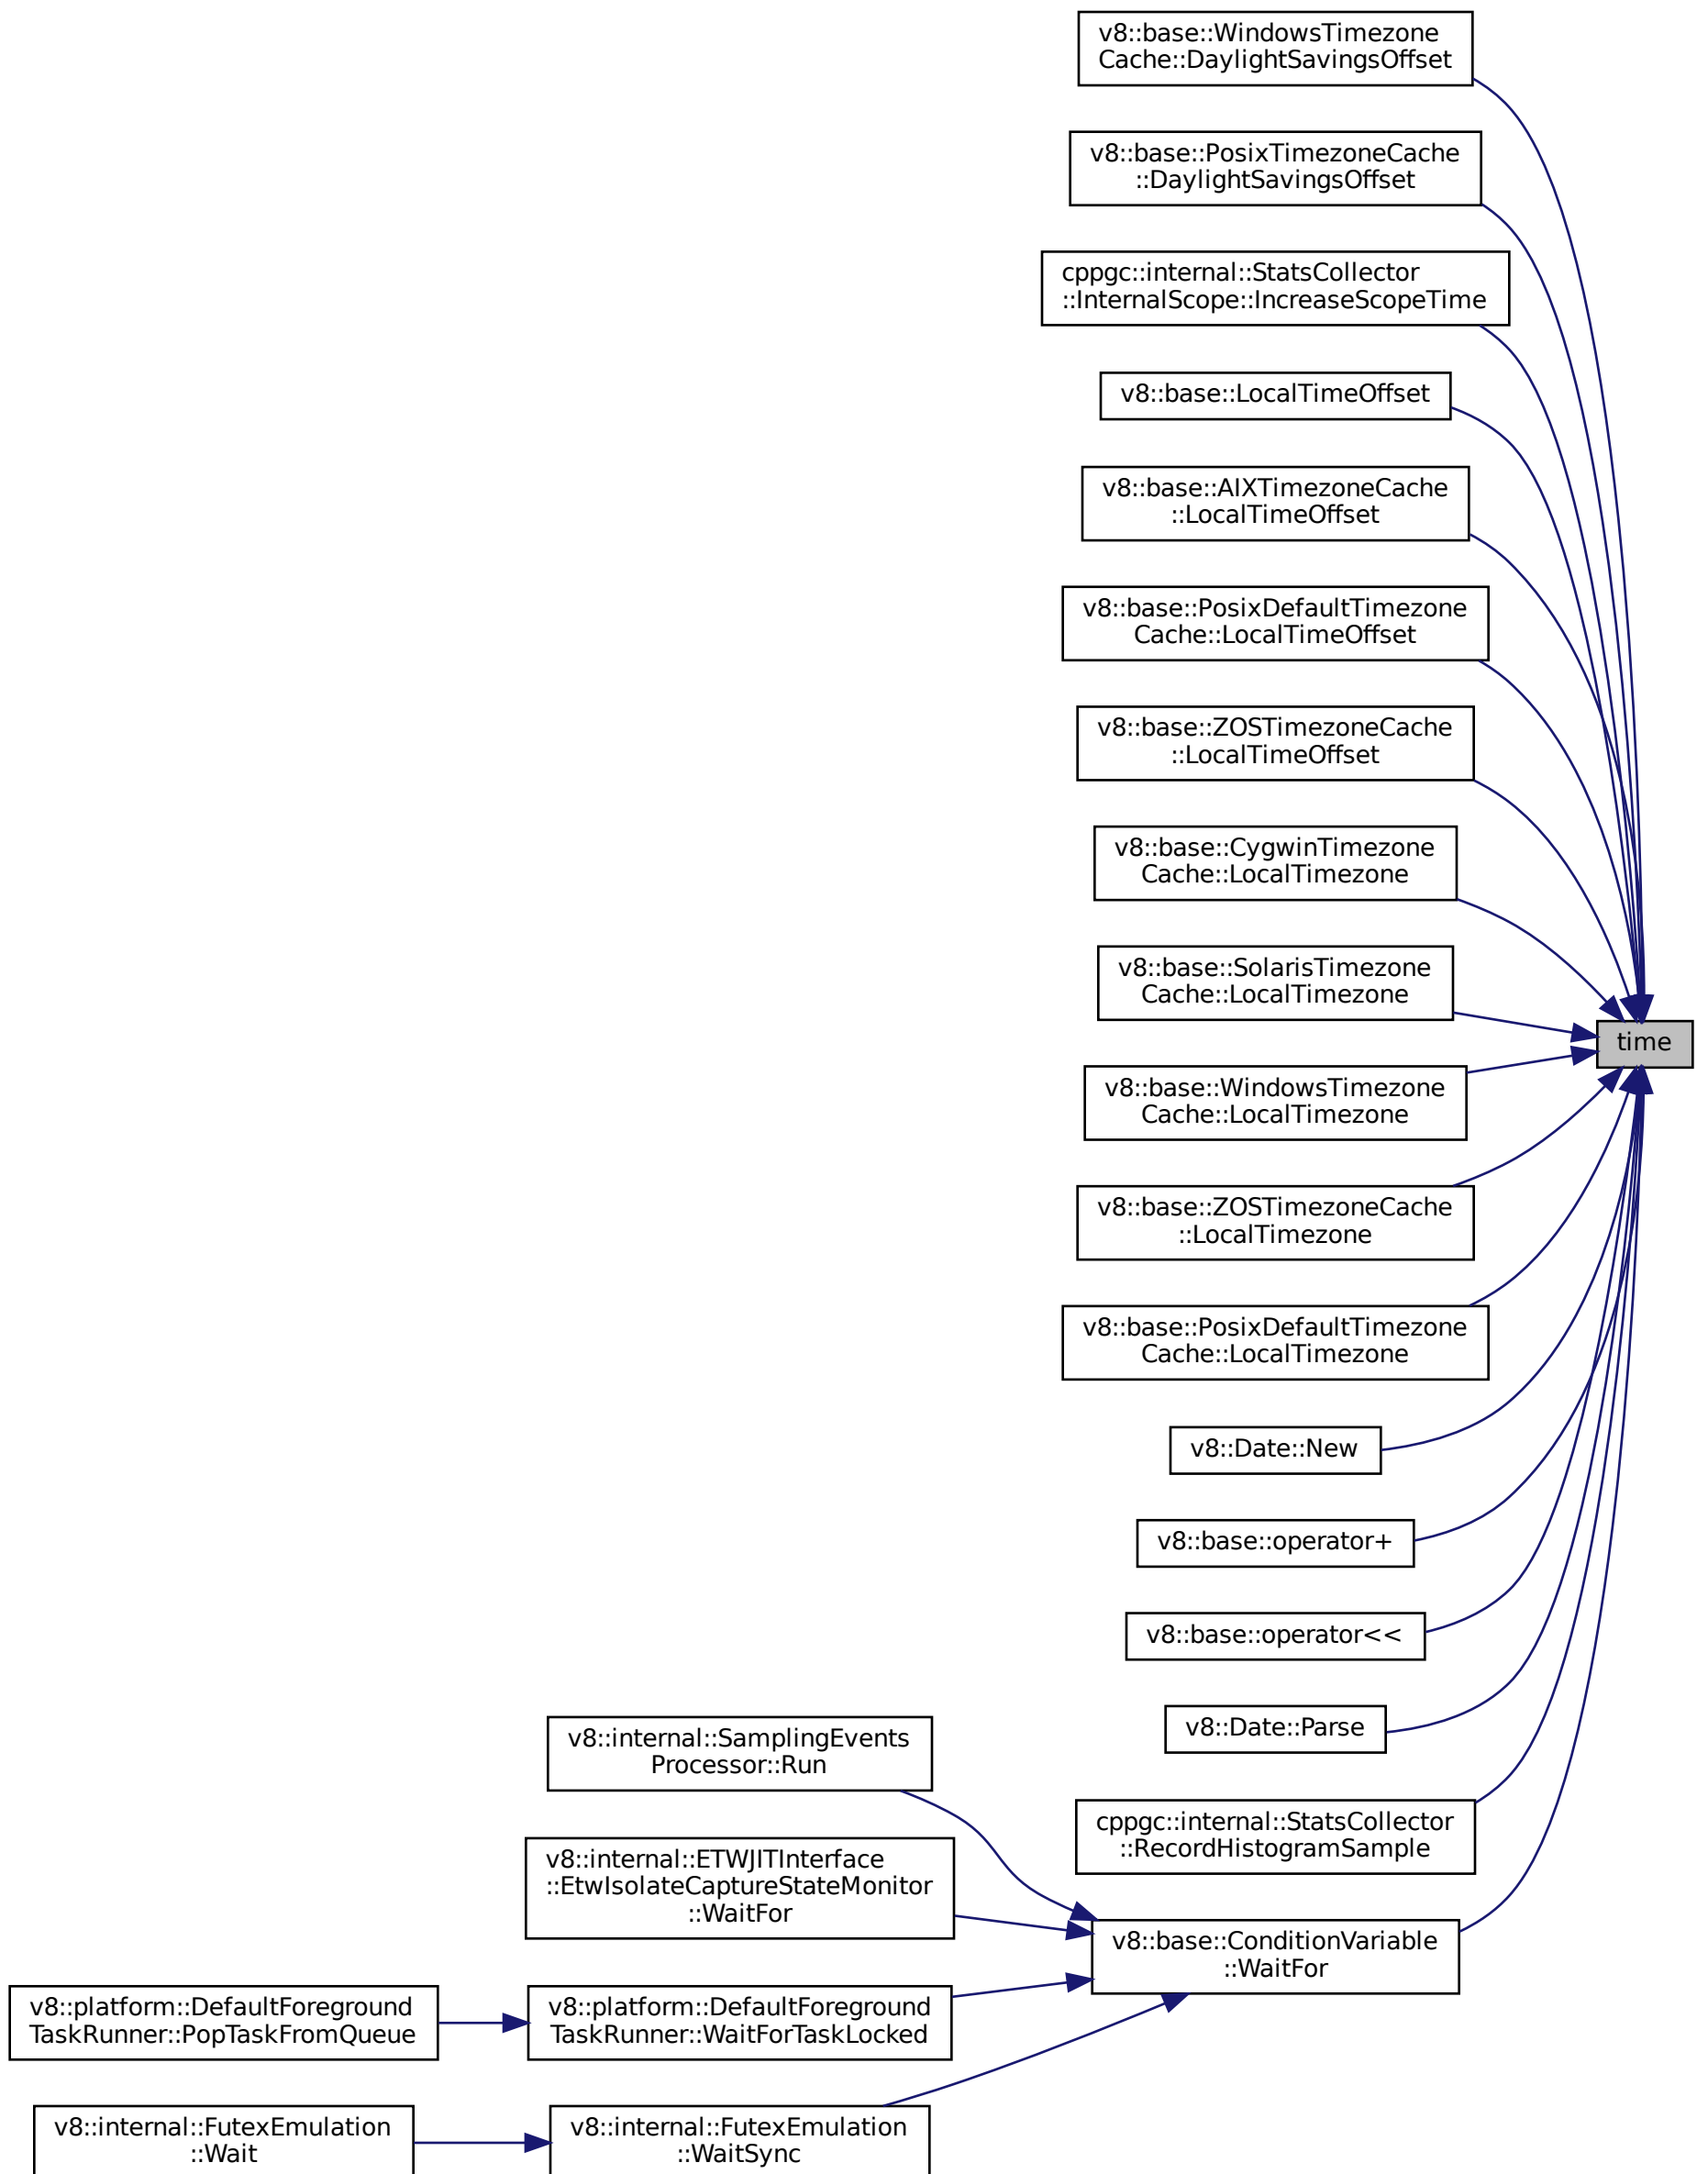 v8::base::WindowsTimezone
Cache::DaylightSavingsOffset
v8::base::PosixTimezoneCache
::DaylightSavingsOffset
cppgc::internal::StatsCollector
::InternalScope::IncreaseScopeTime
v8::base::LocalTimeOffset
v8::base::AIXTimezoneCache
::LocalTimeOffset
v8::base::PosixDefaultTimezone
Cache::LocalTimeOffset
v8::base::ZOSTimezoneCache
::LocalTimeOffset
v8::base::CygwinTimezone
Cache::LocalTimezone
v8::base::SolarisTimezone
Cache::LocalTimezone
time
v8::base::WindowsTimezone
Cache::LocalTimezone
v8::base::ZOSTimezoneCache
::LocalTimezone
v8::base::PosixDefaultTimezone
Cache::LocalTimezone
v8::Date::New
v8::base::operator+
v8::base::operator<<
v8::Date::Parse
v8::internal::SamplingEvents
Processor::Run
cppgc::internal::StatsCollector
::RecordHistogramSample
v8::internal::ETWJITInterface
::EtwIsolateCaptureStateMonitor
::WaitFor
v8::base::ConditionVariable
::WaitFor
v8::platform::DefaultForeground
TaskRunner::PopTaskFromQueue
v8::platform::DefaultForeground
TaskRunner::WaitForTaskLocked
v8::internal::FutexEmulation
::Wait
v8::internal::FutexEmulation
::WaitSync